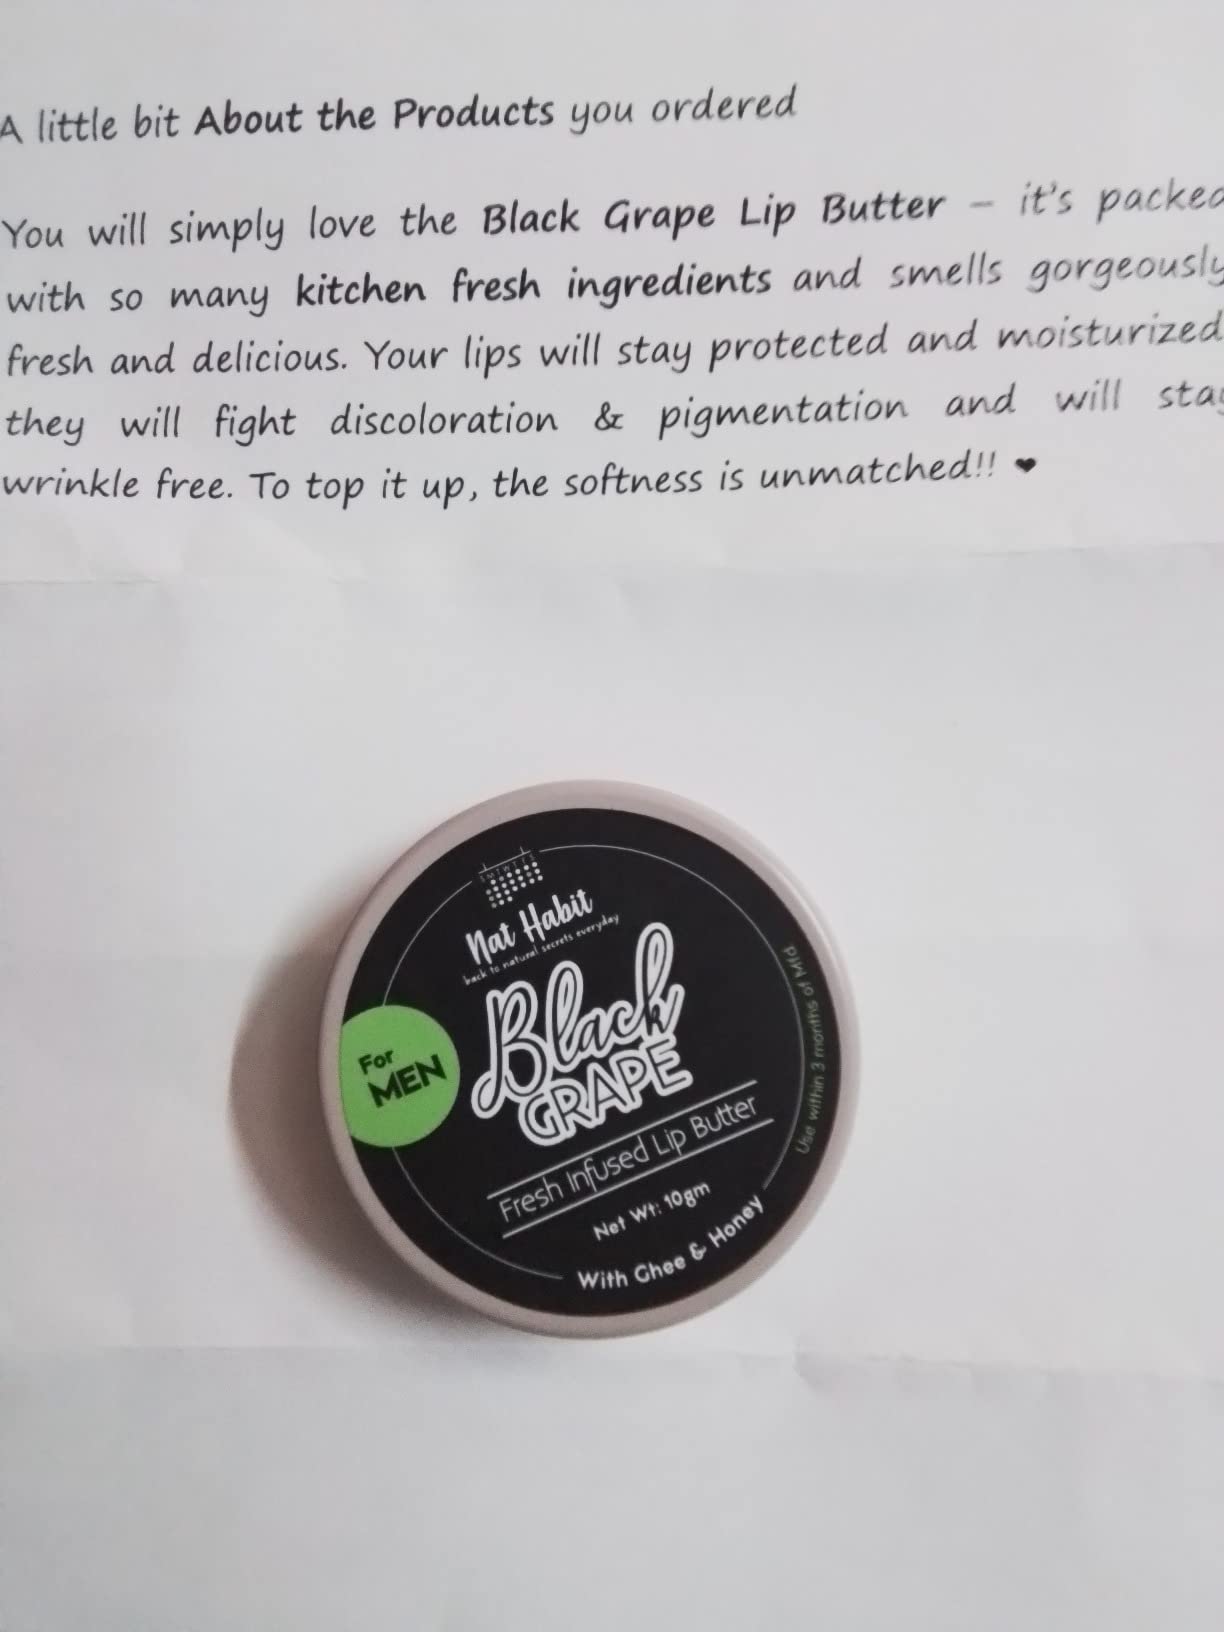 A little bit About the Products you ordered
You will simply love the Black Grape Lip Butter – it's packed
with so many kitchen fresh ingredients and smells gorgeously
fresh and delicious. Your lips will stay protected and moisturized
they will fight discoloration & pigmentation and will stay
wrinkle free. To top it up, the softness is unmatched!! ❤
S M T W T F S
Nat Habit
back to natural secrets everyday
Black
GRAPE
For
MEN
Fresh Infused Lip Butter
Net Wt: 10gm
With Ghee & Honey
Use within 3 months of Mfd.